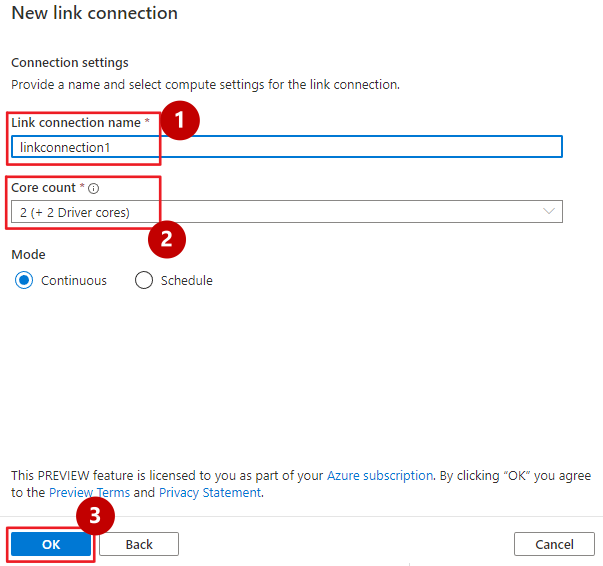 New link connection
Connection settings
Provide a name and select compute settings for the link connection.
Link connection name *
1
linkconnection1
Core count *
2 (+ 2 Driver cores)
2
Mode
Continuous
Schedule
This PREVIEW feature is licensed to you as part of your Azure subscription. By clicking “OK” you agree
to the Preview Terms and Privacy Statement.
3
OK
Back
Cancel